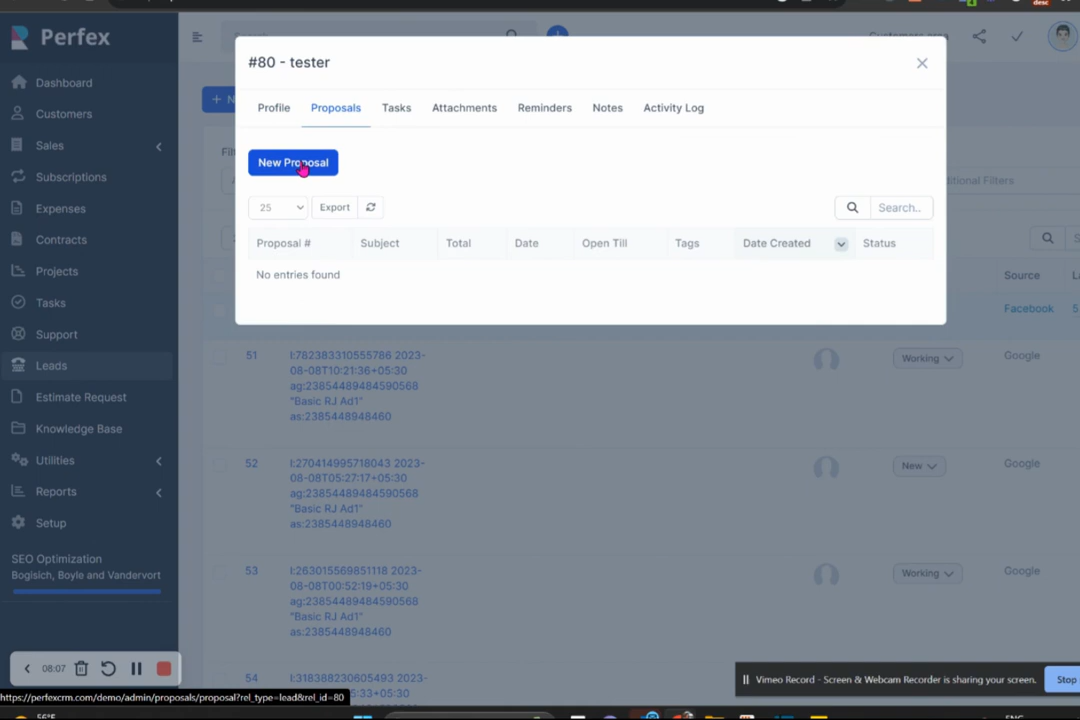 desc
Perfex
Customers area
#80 - tester
Profile
Proposals
Tasks
Attachments
Reminders
Notes
Activity Log
New Proposal
25
Export
Search..
Proposal #
Subject
Total
Date
Open Till
Tags
Date Created
Status
No entries found
Dashboard
Customers
Sales
Subscriptions
Expenses
Contracts
Projects
Tasks
Support
Leads
Estimate Request
Knowledge Base
Utilities
Reports
Setup
SEO Optimization
Bogisich, Boyle and Vandervort
Source
Facebook
51
l:782383310555786 2023-
08-08T10:21:36+05:30
ag:23854489484590568
"Basic RJ Ad1"
as:2385448948460
Working
Google
52
l:270414995718043 2023-
08-08T05:27:17+05:30
ag:23854489484590568
"Basic RJ Ad1"
as:2385448948460
New
Google
53
l:263015569851118 2023-
08-08T00:52:19+05:30
ag:23854489484590568
"Basic RJ Ad1"
as:2385448948460
Working
Google
54
l:318388230605493 2023-
08:07
Vimeo Record - Screen & Webcam Recorder is sharing your screen.
Stop
https://perfexcrm.com/demo/admin/proposals/proposal?rel_type=lead&rel_id=80